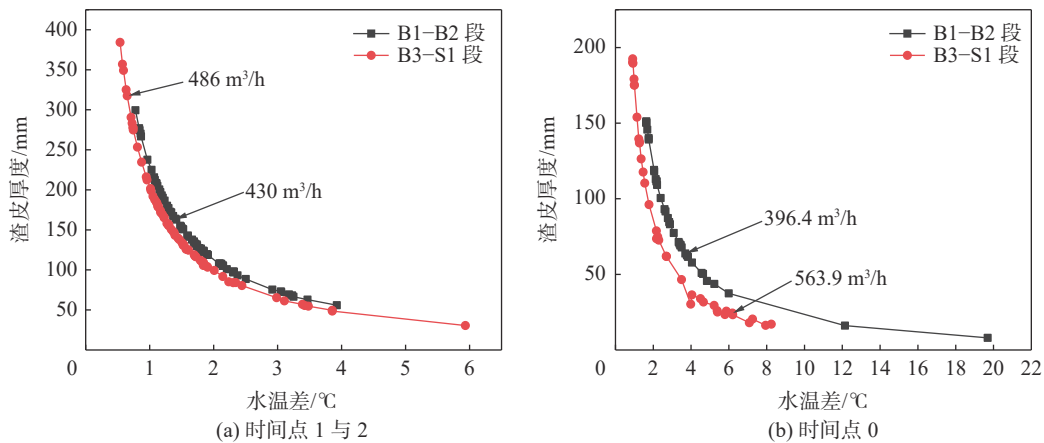 400
350
300
250
200
150
100
50
0
渣皮厚度/mm
B1−B2 段
B3−S1 段
486 m³/h
430 m³/h
1
2
3
4
5
6
水温差/℃
(a) 时间点 1 与 2
200
150
100
50
0
渣皮厚度/mm
B1−B2 段
B3−S1 段
396.4 m³/h
563.9 m³/h
2
4
6
8
10
12
14
16
18
20
22
水温差/℃
(b) 时间点 0